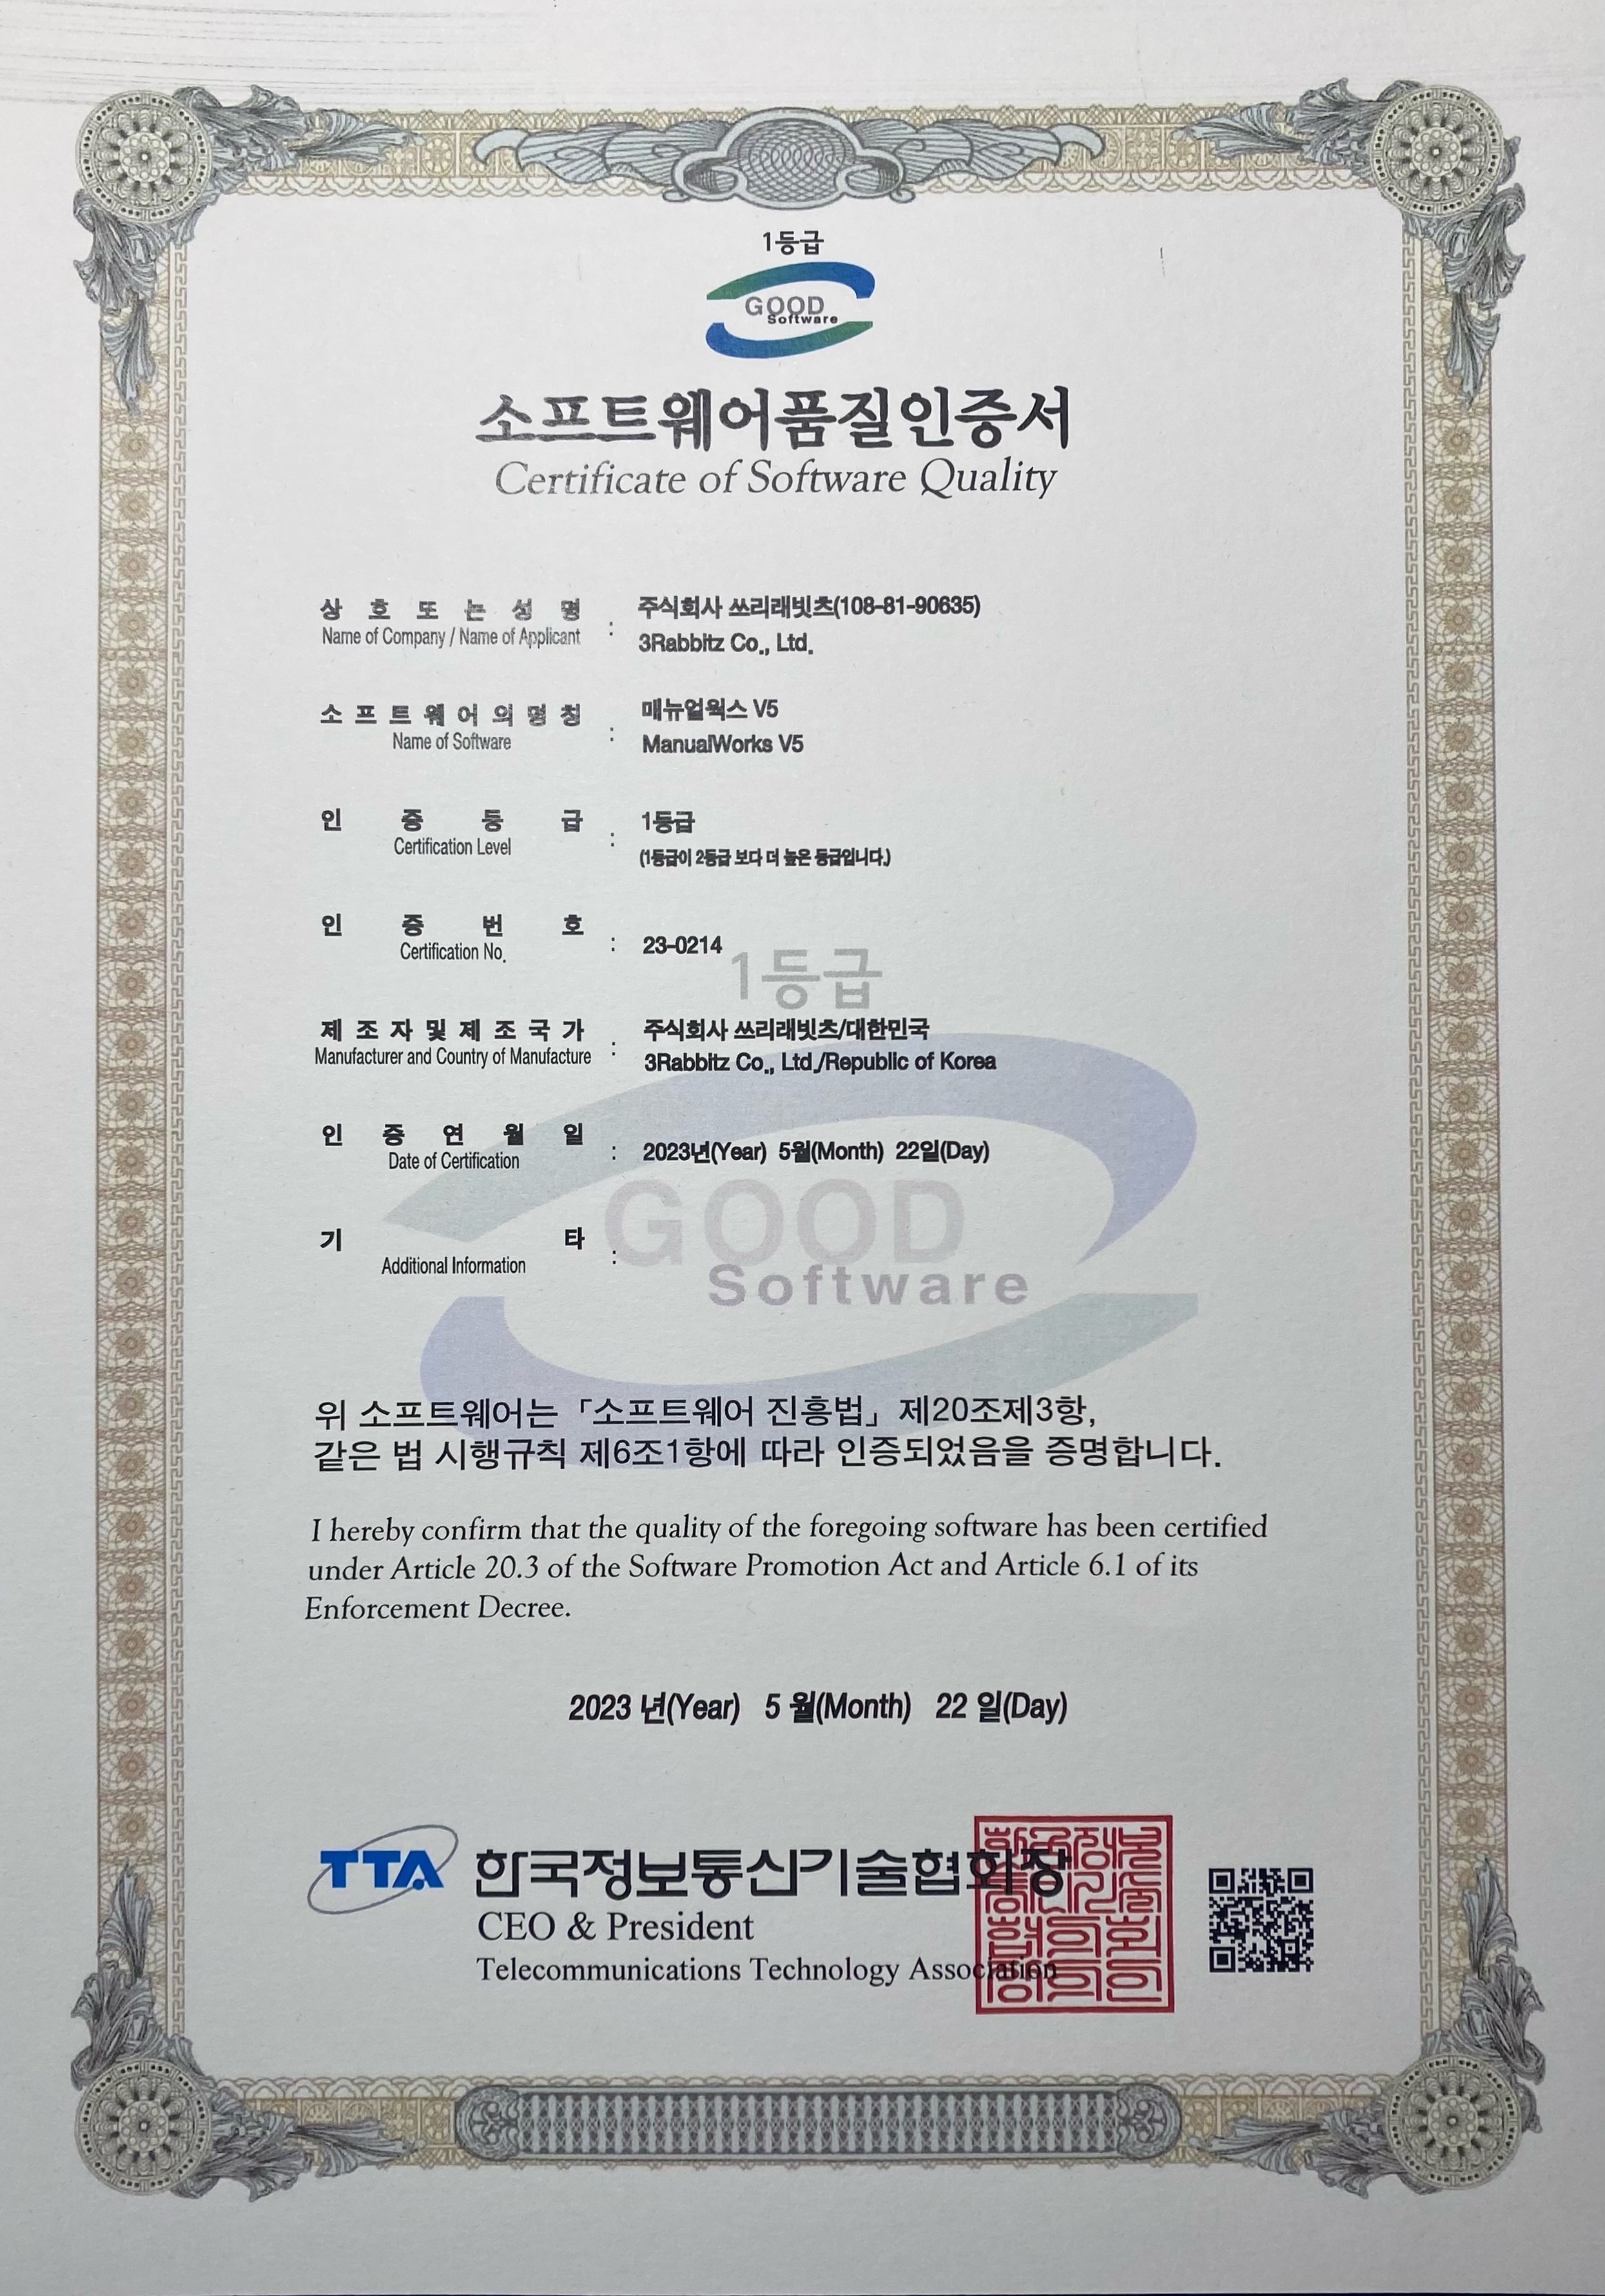 1등급
GOOD
Software
소프트웨어품질인증서
Certificate of Software Quality
상호또는성명
Name of Company / Name of Applicant
:
주식회사 쓰리래빗츠(108-81-90635)
3Rabbitz Co., Ltd.
소프트웨어의명칭
Name of Software
:
매뉴얼웍스 V5
ManualWorks V5
인증등급
Certification Level
:
1등급
(1등급이 2등급 보다 더 높은 등급입니다.)
인증번호
Certification No.
:
23-0214
1등급
제조자및제조국가
Manufacturer and Country of Manufacture
:
주식회사 쓰리래빗츠/대한민국
3Rabbitz Co., Ltd./Republic of Korea
인증연월일
Date of Certification
:
2023년(Year) 5월(Month) 22일(Day)
GOOD
Software
기타
Additional Information
:
위 소프트웨어는「소프트웨어 진흥법」제20조제3항,
같은 법 시행규칙 제6조1항에 따라 인증되었음을 증명합니다.
I hereby confirm that the quality of the foregoing software has been certified
under Article 20.3 of the Software Promotion Act and Article 6.1 of its
Enforcement Decree.
2023 년(Year) 5 월(Month) 22 일(Day)
TTA 한국정보통신기술협회장
CEO & President
Telecommunications Technology Association